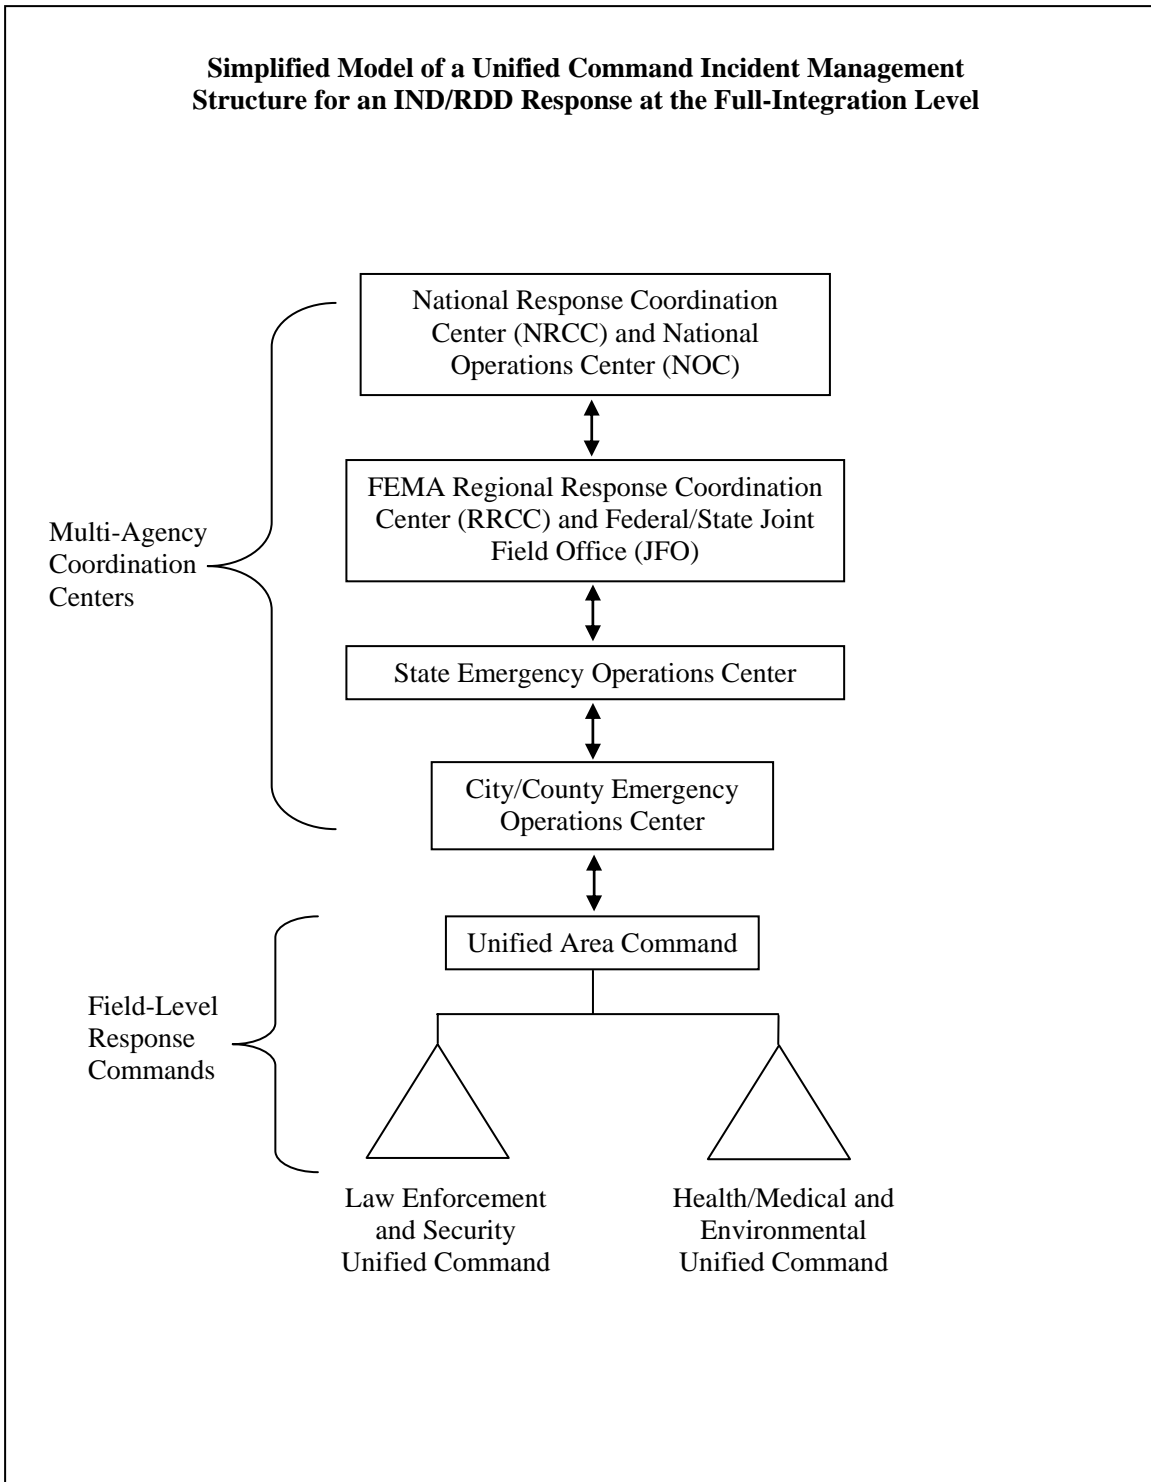 Simplified Model of a Unified Command Incident Management
Structure for an IND/RDD Response at the Full-Integration Level
National Response Coordination
Center (NRCC) and National
Operations Center (NOC)
FEMA Regional Response Coordination
Center (RRCC) and Federal/State Joint
Field Office (JFO)
Multi-Agency
Coordination
Centers
State Emergency Operations Center
City/County Emergency
Operations Center
Unified Area Command
Field-Level
Response
Commands
Law Enforcement
and Security
Unified Command
Health/Medical and
Environmental
Unified Command